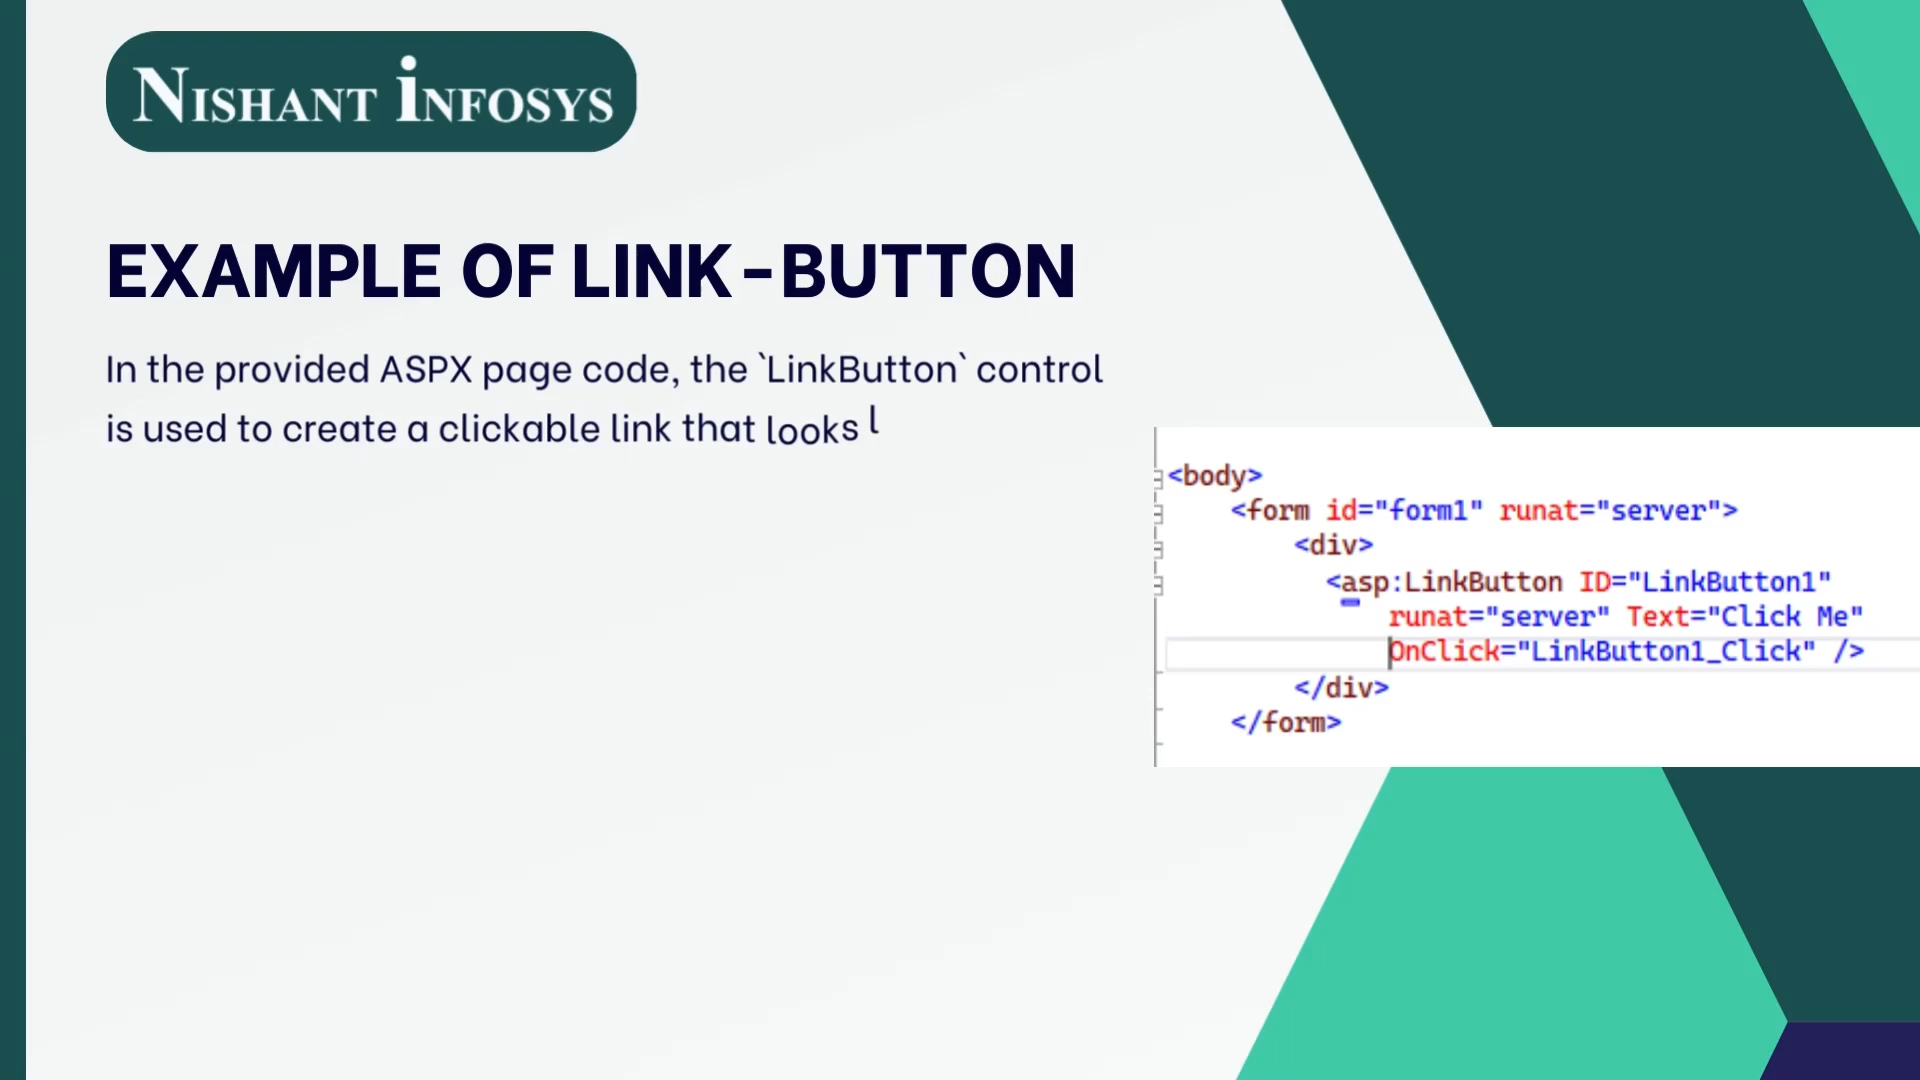 NISHANT iNFOSYS
EXAMPLE OF LINK-BUTTON
In the provided ASPX page code, the `LinkButton` control
is used to create a clickable link that looks l
<body>
<form id="form1" runat="server">
<div>
<asp:LinkButton ID="LinkButton1"
runat="server" Text="Click Me"
OnClick="LinkButton1_Click" />
</div>
</form>